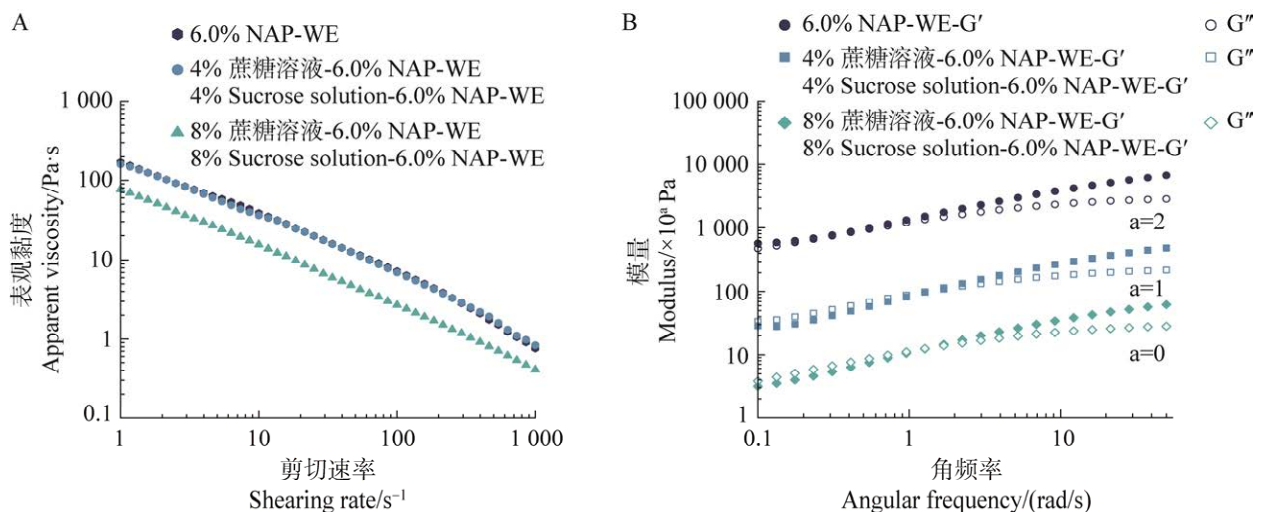 A
6.0% NAP-WE
4% 蔗糖溶液-6.0% NAP-WE
4% Sucrose solution-6.0% NAP-WE
8% 蔗糖溶液-6.0% NAP-WE
8% Sucrose solution-6.0% NAP-WE
1 000
100
10
1
0.1
表观黏度
Apparent viscosity/Pa·s
1
10
100
1 000
剪切速率
Shearing rate/s⁻¹
B
6.0% NAP-WE-G′
G″
4% 蔗糖溶液-6.0% NAP-WE-G′
G″
4% Sucrose solution-6.0% NAP-WE-G′
8% 蔗糖溶液-6.0% NAP-WE-G′
G″
8% Sucrose solution-6.0% NAP-WE-G′
100 000
10 000
1 000
100
10
1
模量
Modulus/×10ᵃ Pa
a=2
a=1
a=0
0.1
1
10
角频率
Angular frequency/(rad/s)